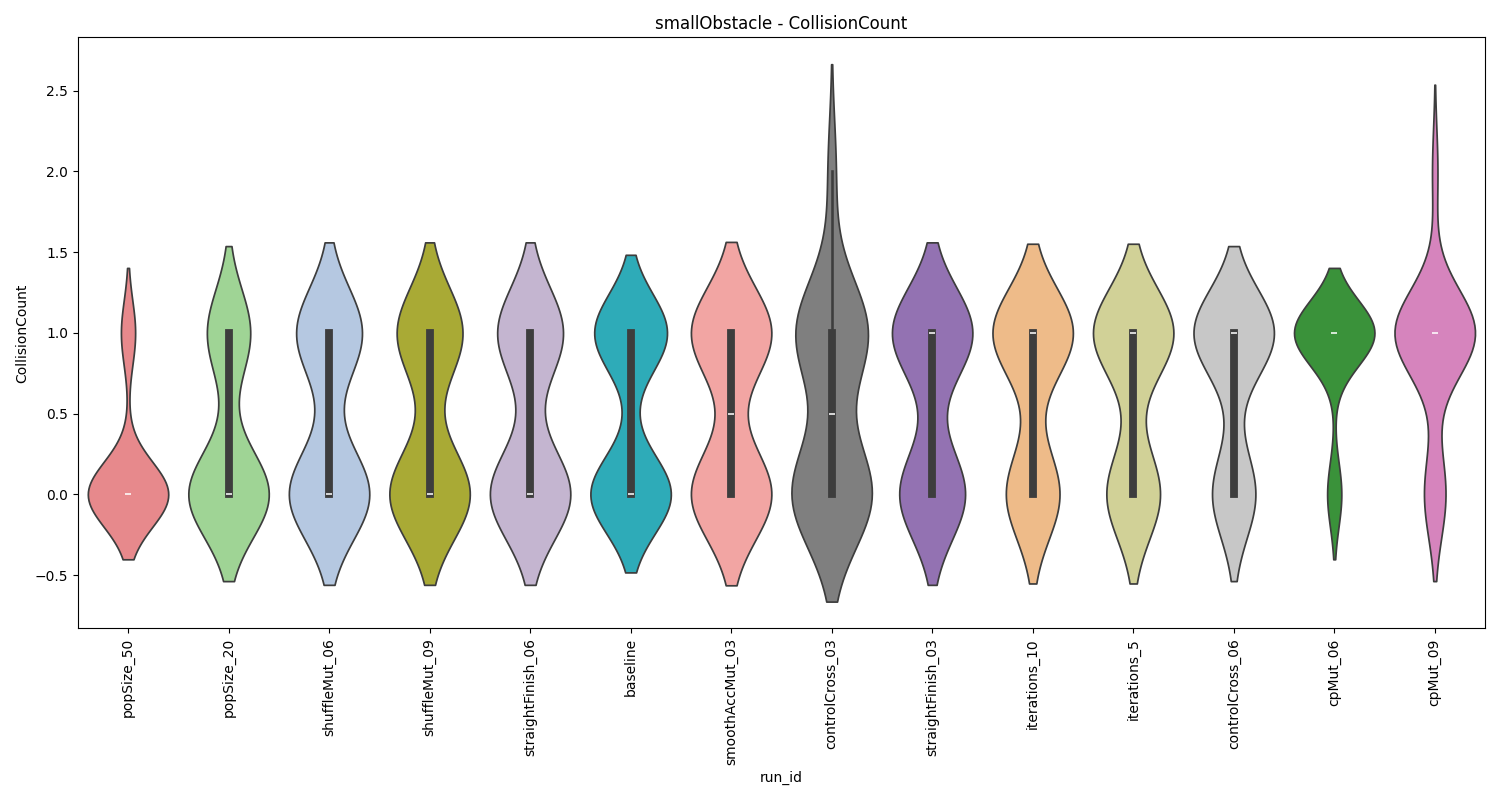 smallObstacle - CollisionCount
CollisionCount
2.5
2.0
1.5
1.0
0.5
0.0
−0.5
popSize_50
popSize_20
shuffleMut_06
shuffleMut_09
straightFinish_06
baseline
smoothAccMut_03
controlCross_03
straightFinish_03
iterations_10
iterations_5
controlCross_06
cpMut_06
cpMut_09
run_id